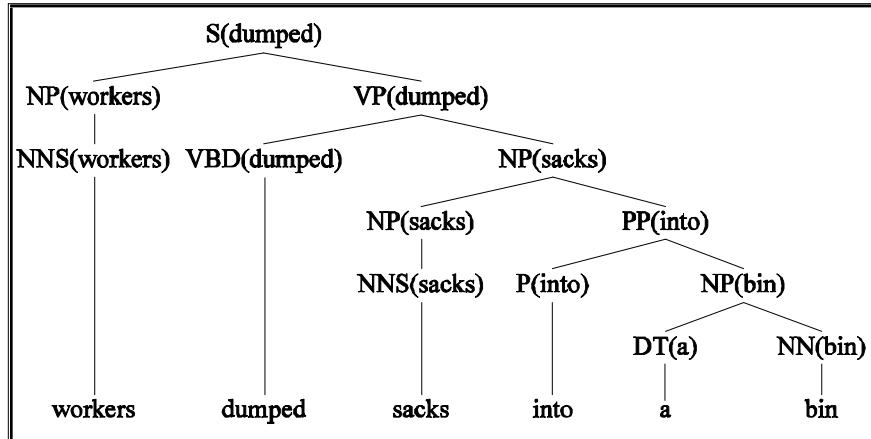 S(dumped)
NP(workers) VP(dumped)
NNS(workers) VBD(dumped) NP(sacks)
NP(sacks) PP(into)
NNS(sacks) P(into) NP(bin)
DT(a) NN(bin)
workers dumped sacks into a bin